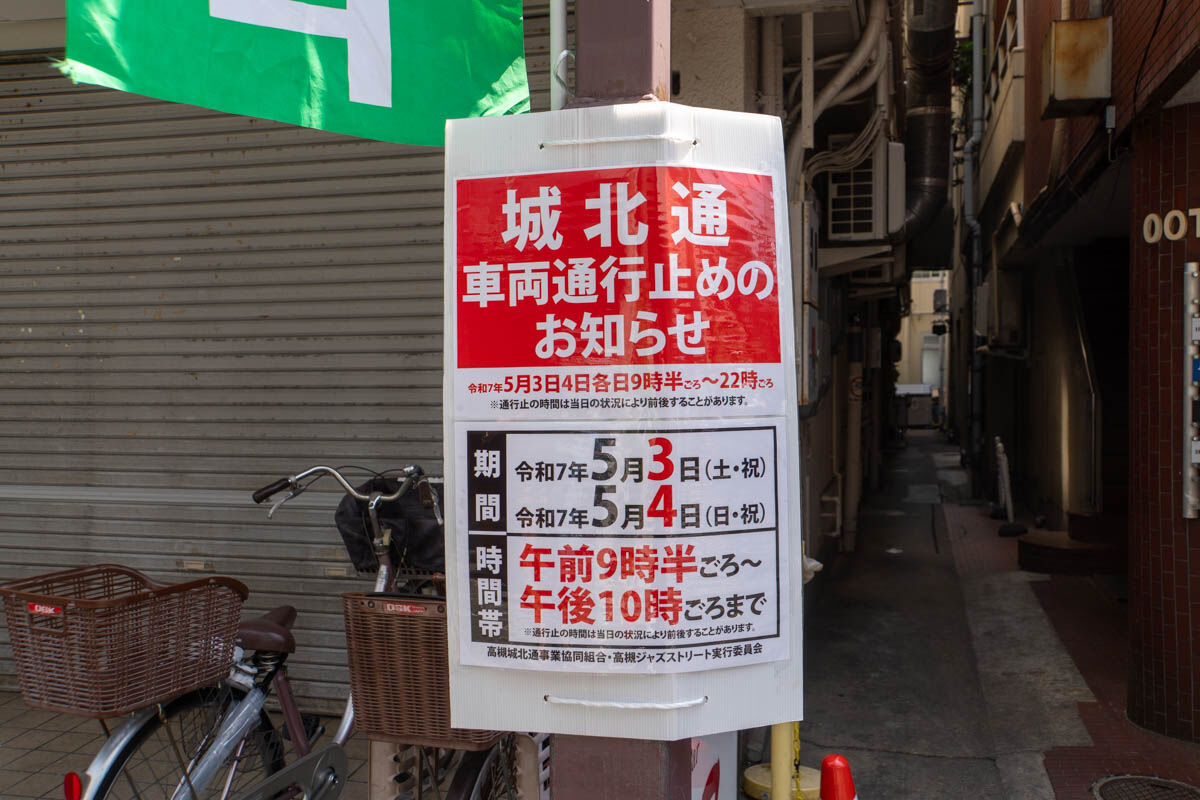 城北通
車両通行止めの
お知らせ
令和7年5月3日4日各日9時半ごろ〜22時ごろ
※通行止の時間は当日の状況により前後することがあります。
期間
令和7年5月3日(土・祝)
令和7年5月4日(日・祝)
時間帯
午前9時半ごろ〜
午後10時ごろまで
※通行止の時間は当日の状況により前後することがあります。
高槻城北通事業協同組合・高槻ジャズストリート実行委員会
OSK
OSK